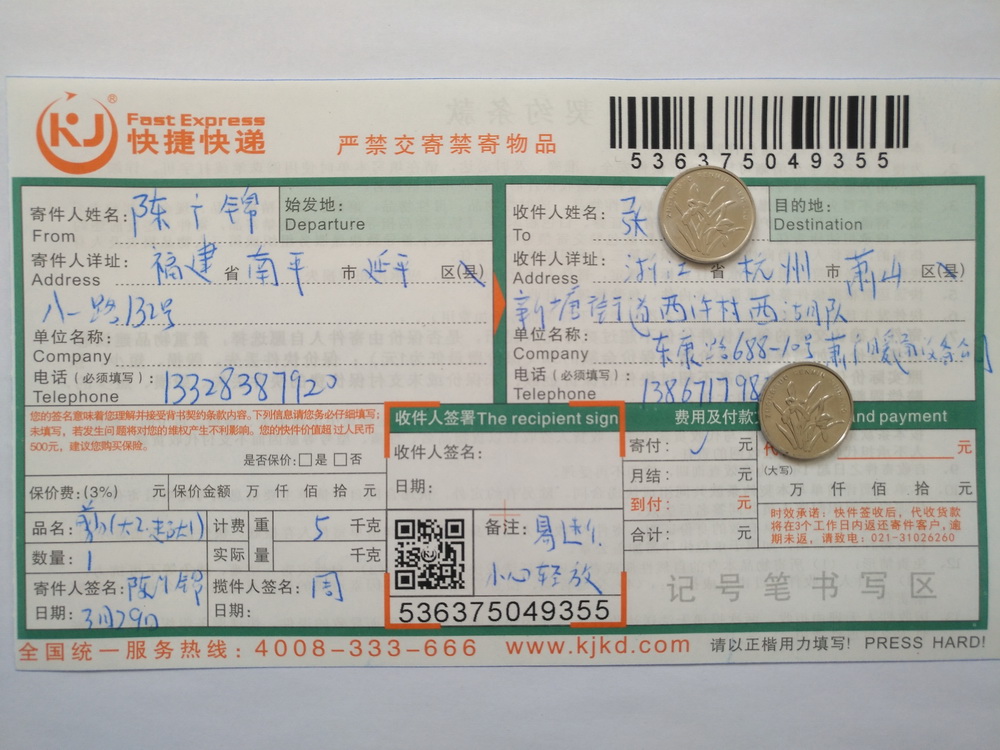 KJ®
Fast Express
快捷快递
严禁交寄禁寄物品
536375049355
寄件人姓名: 陈广锦
From
始发地:
Departure
寄件人详址: 福建 省 南平 市 延平 区(县)
Address
八一路132号
单位名称:
Company
电话(必须填写): 13328387920
Telephone
收件人姓名: 张
To
目的地:
Destination
收件人详址: 浙江 省 杭州 市 萧山 区(县)
Address
新塘街道西许村西湖队
单位名称: 东康路688-10号萧
Company
电话(必须填写): 138671798
Telephone
您的签名意味着您理解并接受背书契约条款内容。下列信息请您务必仔细填写;
未填写,若发生问题将对您的维权产生不利影响。您的快件价值超过人民币
500元,建议您购买保险。
是否保价: 是 否
保价费: (3%) 元 保价金额 万 仟 佰 拾 元
品名:
数量: 1
计费 重 5 千克
实际 量 千克
寄件人签名: 陈广锦
日期: 3月29日
揽件人签名: 周
日期:
收件人签署The recipient sign
收件人签名:
日期:
备注: 易
小心轻放
536375049355
费用及付款 and payment
寄付: 元
月结: 元
到付: 元
合计: 元
代 元
(大写)
万 仟 佰 拾 元
时效承诺: 快件签收后,代收货款
将在3个工作日内返还寄件客户,逾
期未返,请致电: 021-31026260
记号笔书写区
全国统一服务热线: 4008-333-666 www.kjkd.com 请以正楷用力填写! PRESS HARD!